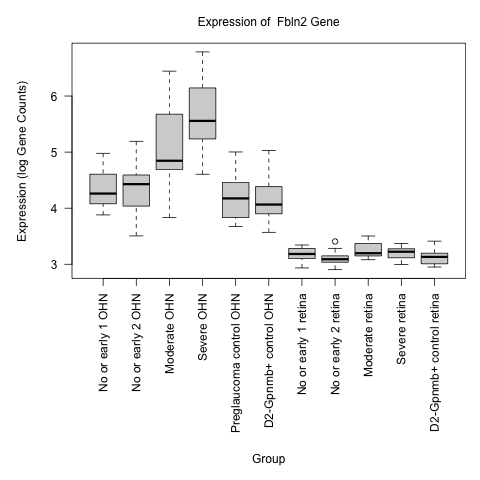 Expression of  Fbln2 Gene
Expression (log Gene Counts)
6
5
4
3
No or early 1 OHN
No or early 2 OHN
Moderate OHN
Severe OHN
Preglaucoma control OHN
D2-Gpnmb+ control OHN
No or early 1 retina
No or early 2 retina
Moderate retina
Severe retina
D2-Gpnmb+ control retina
Group